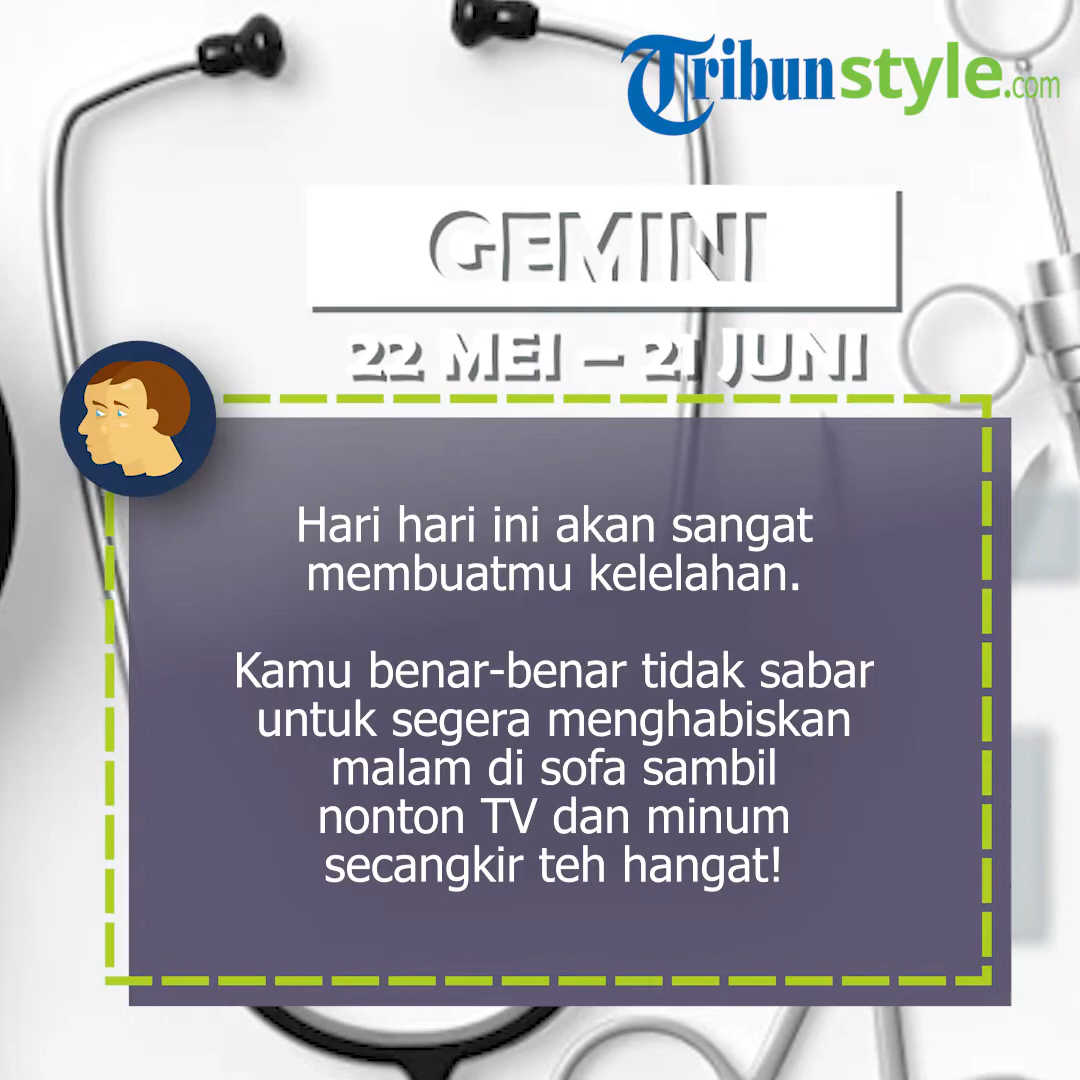 Tribunstyle.com
GEMINI
22 MEI – 21 JUNI
Hari hari ini akan sangat
membuatmu kelelahan.
Kamu benar-benar tidak sabar
untuk segera menghabiskan
malam di sofa sambil
nonton TV dan minum
secangkir teh hangat!